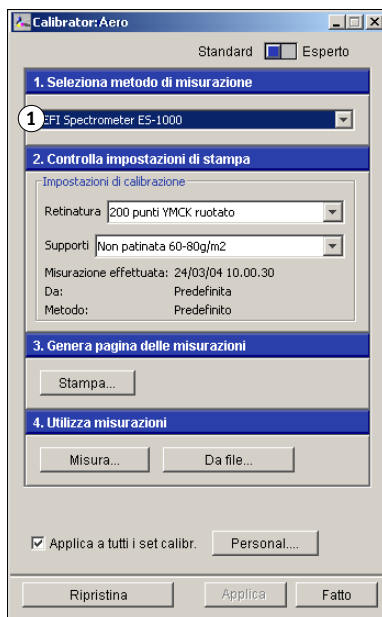 Calibrator:Aero
Standard Esperto
1. Seleziona metodo di misurazione
1 EFI Spectrometer ES-1000
2. Controlla impostazioni di stampa
Impostazioni di calibrazione
Retinatura 200 punti YMCK ruotato
Supporti Non patinata 60-80g/m2
Misurazione effettuata: 24/03/04 10.00.30
Da: Predefinita
Metodo: Predefinito
3. Genera pagina delle misurazioni
Stampa...
4. Utilizza misurazioni
Misura... Da file...
Applica a tutti i set calibr. Personal....
Ripristina Applica Fatto